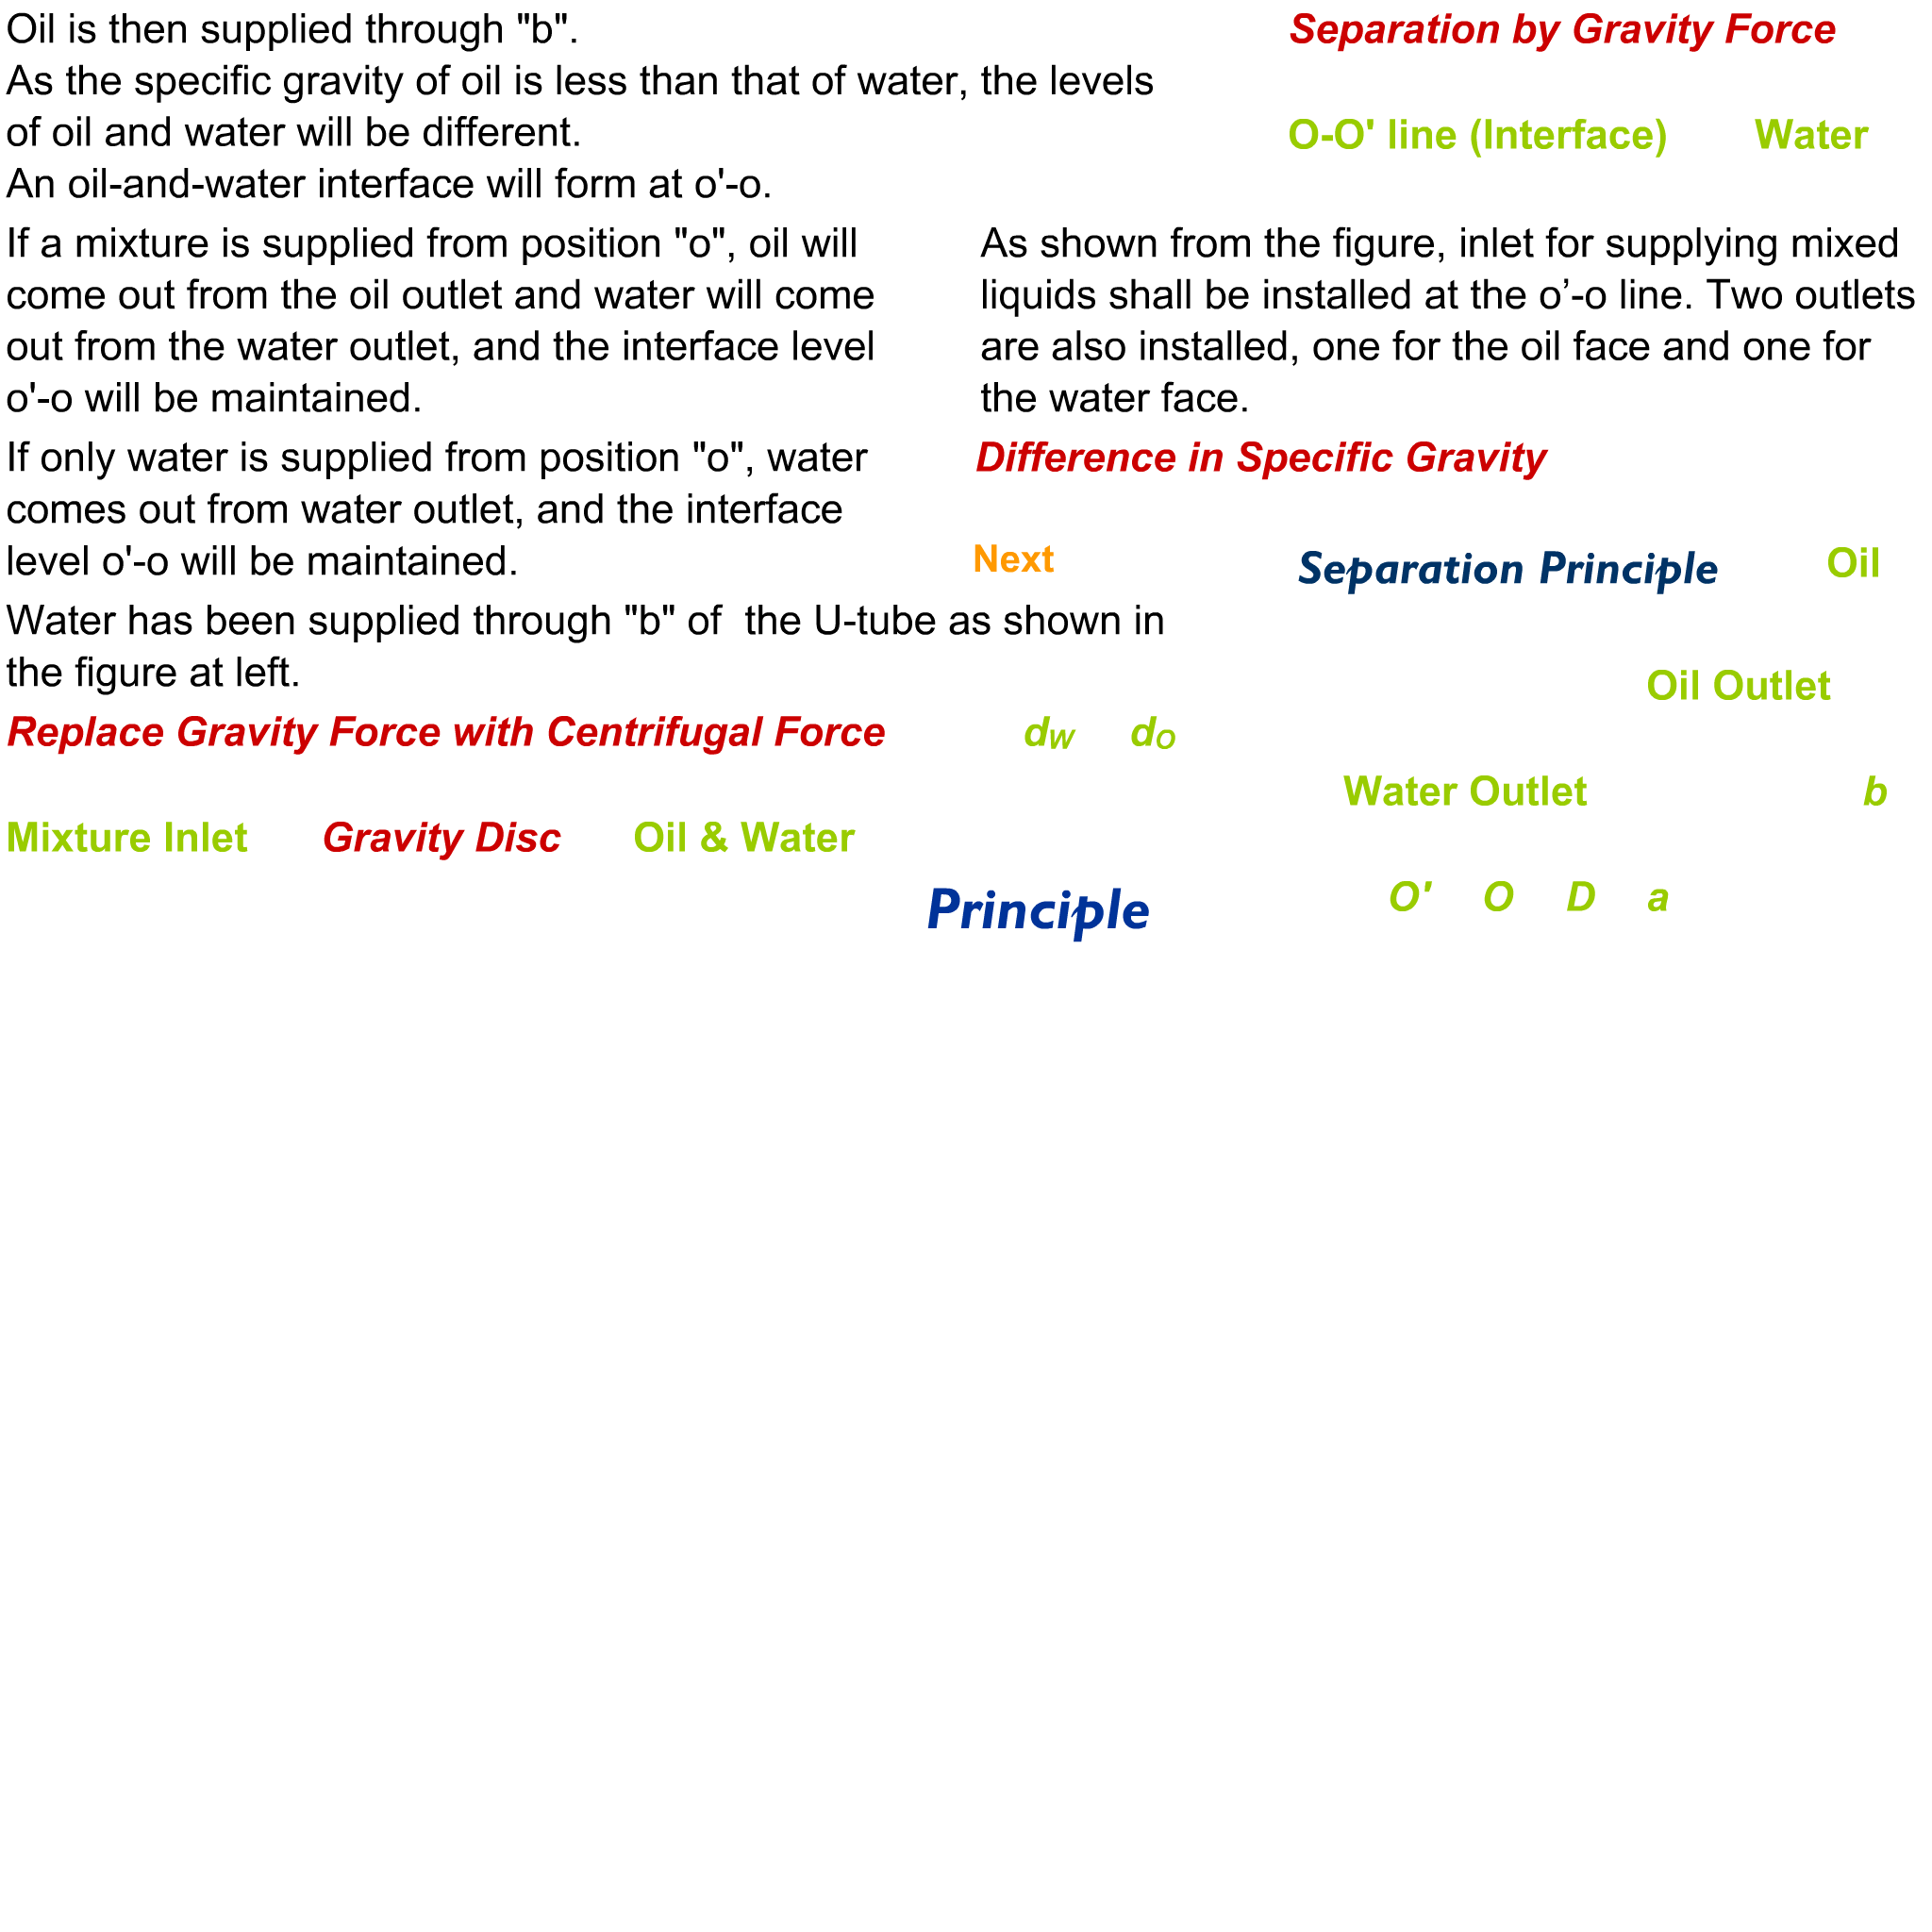 Oil is then supplied through "b".
As the specific gravity of oil is less than that of water, the levels
of oil and water will be different.
An oil-and-water interface will form at o'-o.
Separation by Gravity Force
O-O' line (Interface)
Water
If a mixture is supplied from position "o", oil will
come out from the oil outlet and water will come
out from the water outlet, and the interface level
o'-o will be maintained.
As shown from the figure, inlet for supplying mixed
liquids shall be installed at the o’-o line. Two outlets
are also installed, one for the oil face and one for
the water face.
If only water is supplied from position "o", water
comes out from water outlet, and the interface
level o'-o will be maintained.
Difference in Specific Gravity
Next
Separation Principle
Oil
Water has been supplied through "b" of  the U-tube as shown in
the figure at left.
Oil Outlet
Replace Gravity Force with Centrifugal Force
dW
dO
Water Outlet
b
Mixture Inlet
Gravity Disc
Oil & Water
Principle
O'
O
D
a